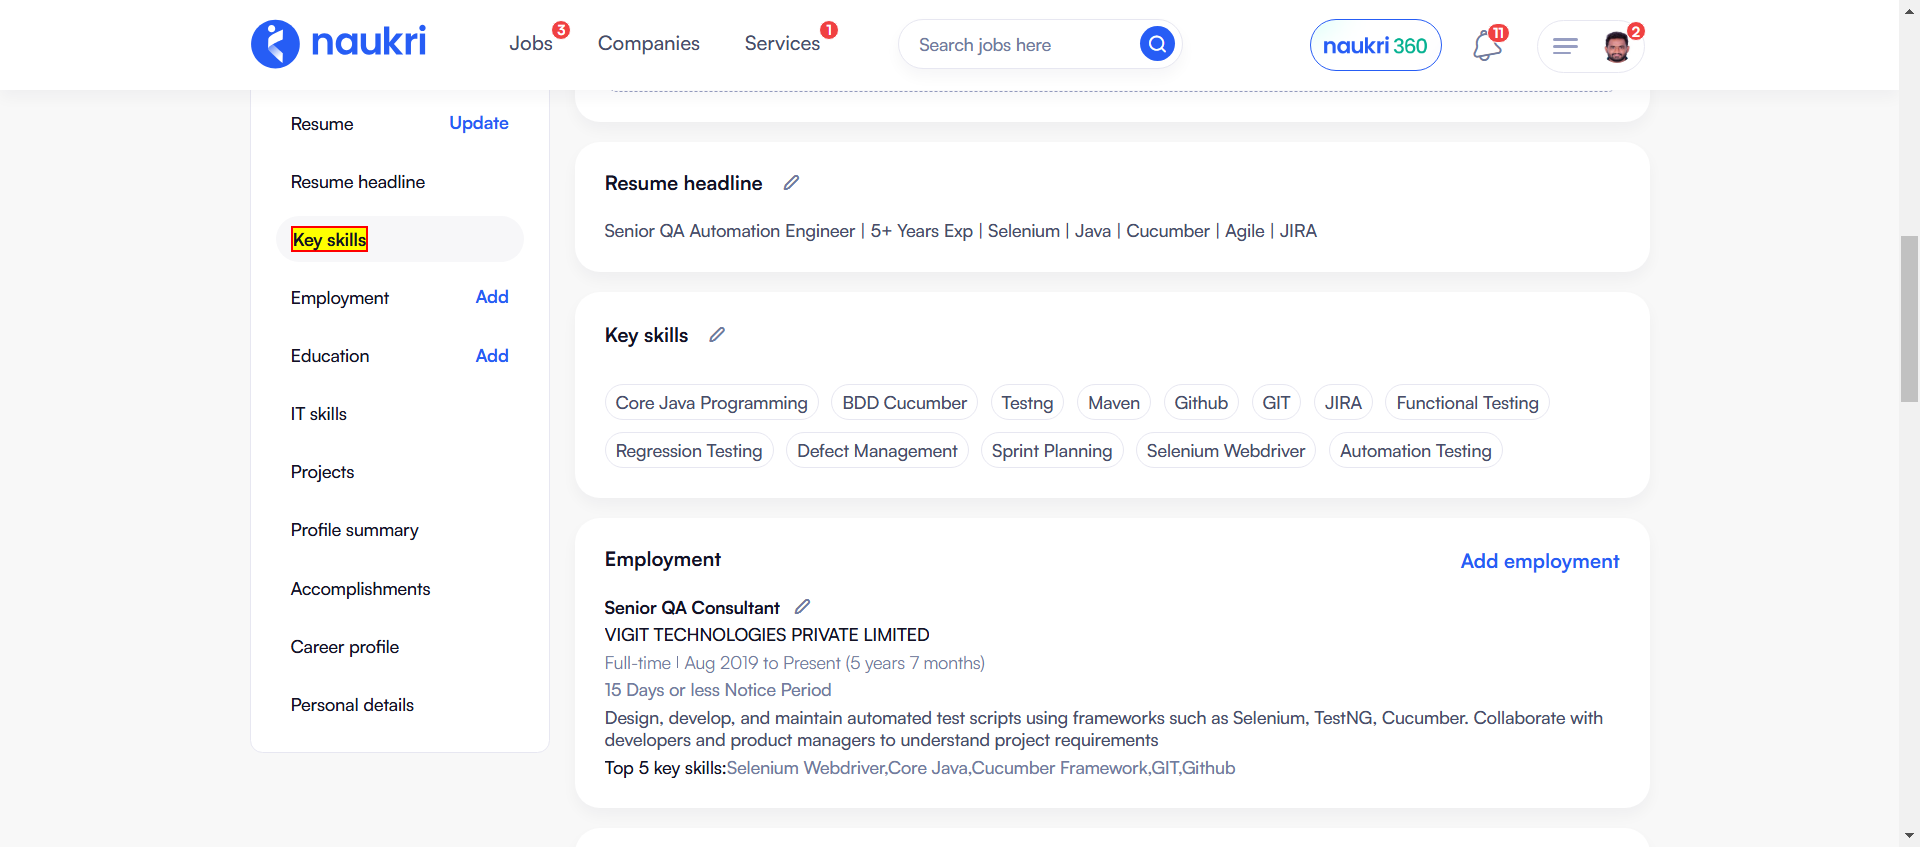 naukri
Jobs 3 Companies Services 1 Search jobs here naukri 360 11 2
Resume Update
Resume headline
Key skills
Employment Add
Education Add
IT skills
Projects
Profile summary
Accomplishments
Career profile
Personal details
Resume headline
Senior QA Automation Engineer | 5+ Years Exp | Selenium | Java | Cucumber | Agile | JIRA
Key skills
Core Java Programming BDD Cucumber Testng Maven Github GIT JIRA Functional Testing
Regression Testing Defect Management Sprint Planning Selenium Webdriver Automation Testing
Employment Add employment
Senior QA Consultant
VIGIT TECHNOLOGIES PRIVATE LIMITED
Full-time | Aug 2019 to Present (5 years 7 months)
15 Days or less Notice Period
Design, develop, and maintain automated test scripts using frameworks such as Selenium, TestNG, Cucumber. Collaborate with
developers and product managers to understand project requirements
Top 5 key skills:Selenium Webdriver,Core Java,Cucumber Framework,GIT,Github